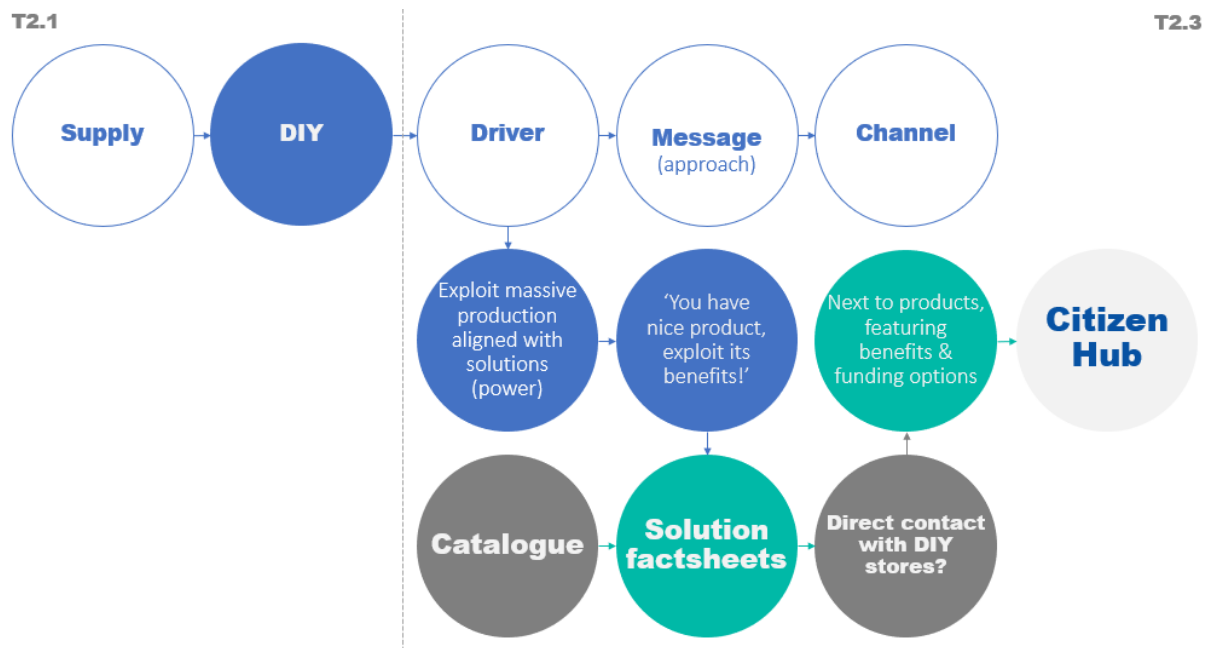 T2.1
T2.3
Supply
DIY
Driver
Message
(approach)
Channel
Exploit massive
production
aligned with
solutions
(power)
‘You have
nice product,
exploit its
benefits!’
Next to products,
featuring
benefits &
funding options
Citizen
Hub
Catalogue
Solution
factsheets
Direct contact
with DIY
stores?